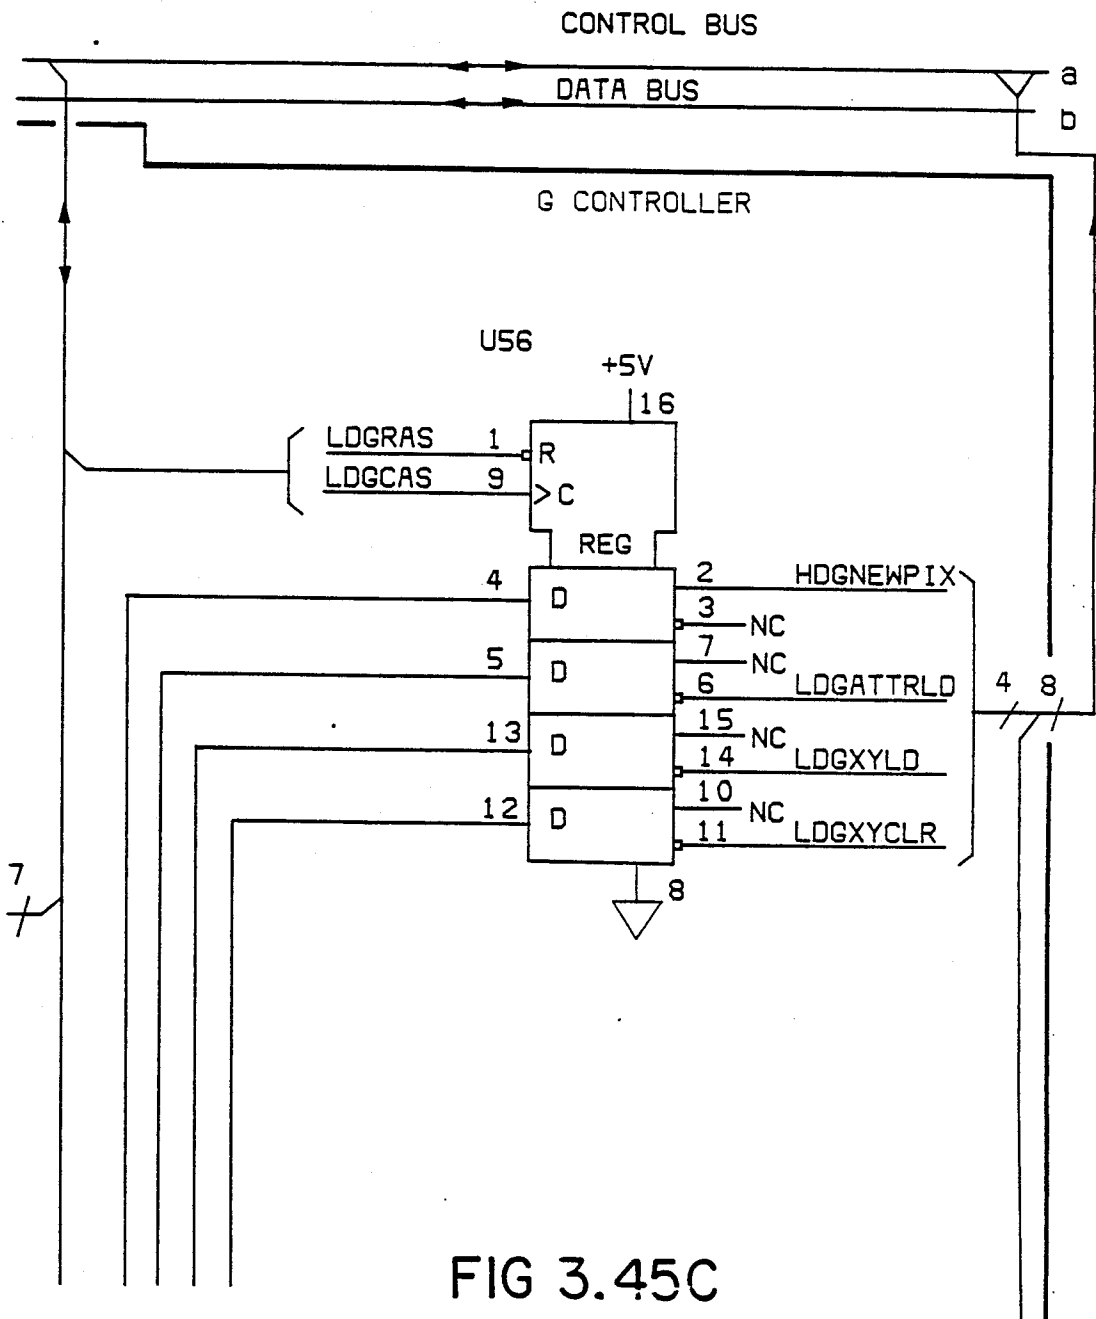 CONTROL BUS
a
DATA BUS
b
G CONTROLLER
U56
+5V
16
LDGRAS 1 R
LDGCAS 9 >C
REG
4 D 2 HDGNEWPIX
3 NC
5 D 7 NC
6 LDGATTRLD
4 8
13 D 15 NC
14 LDGXYLD
12 D 10 NC
11 LDGXYCLR
7
8
FIG 3.45C